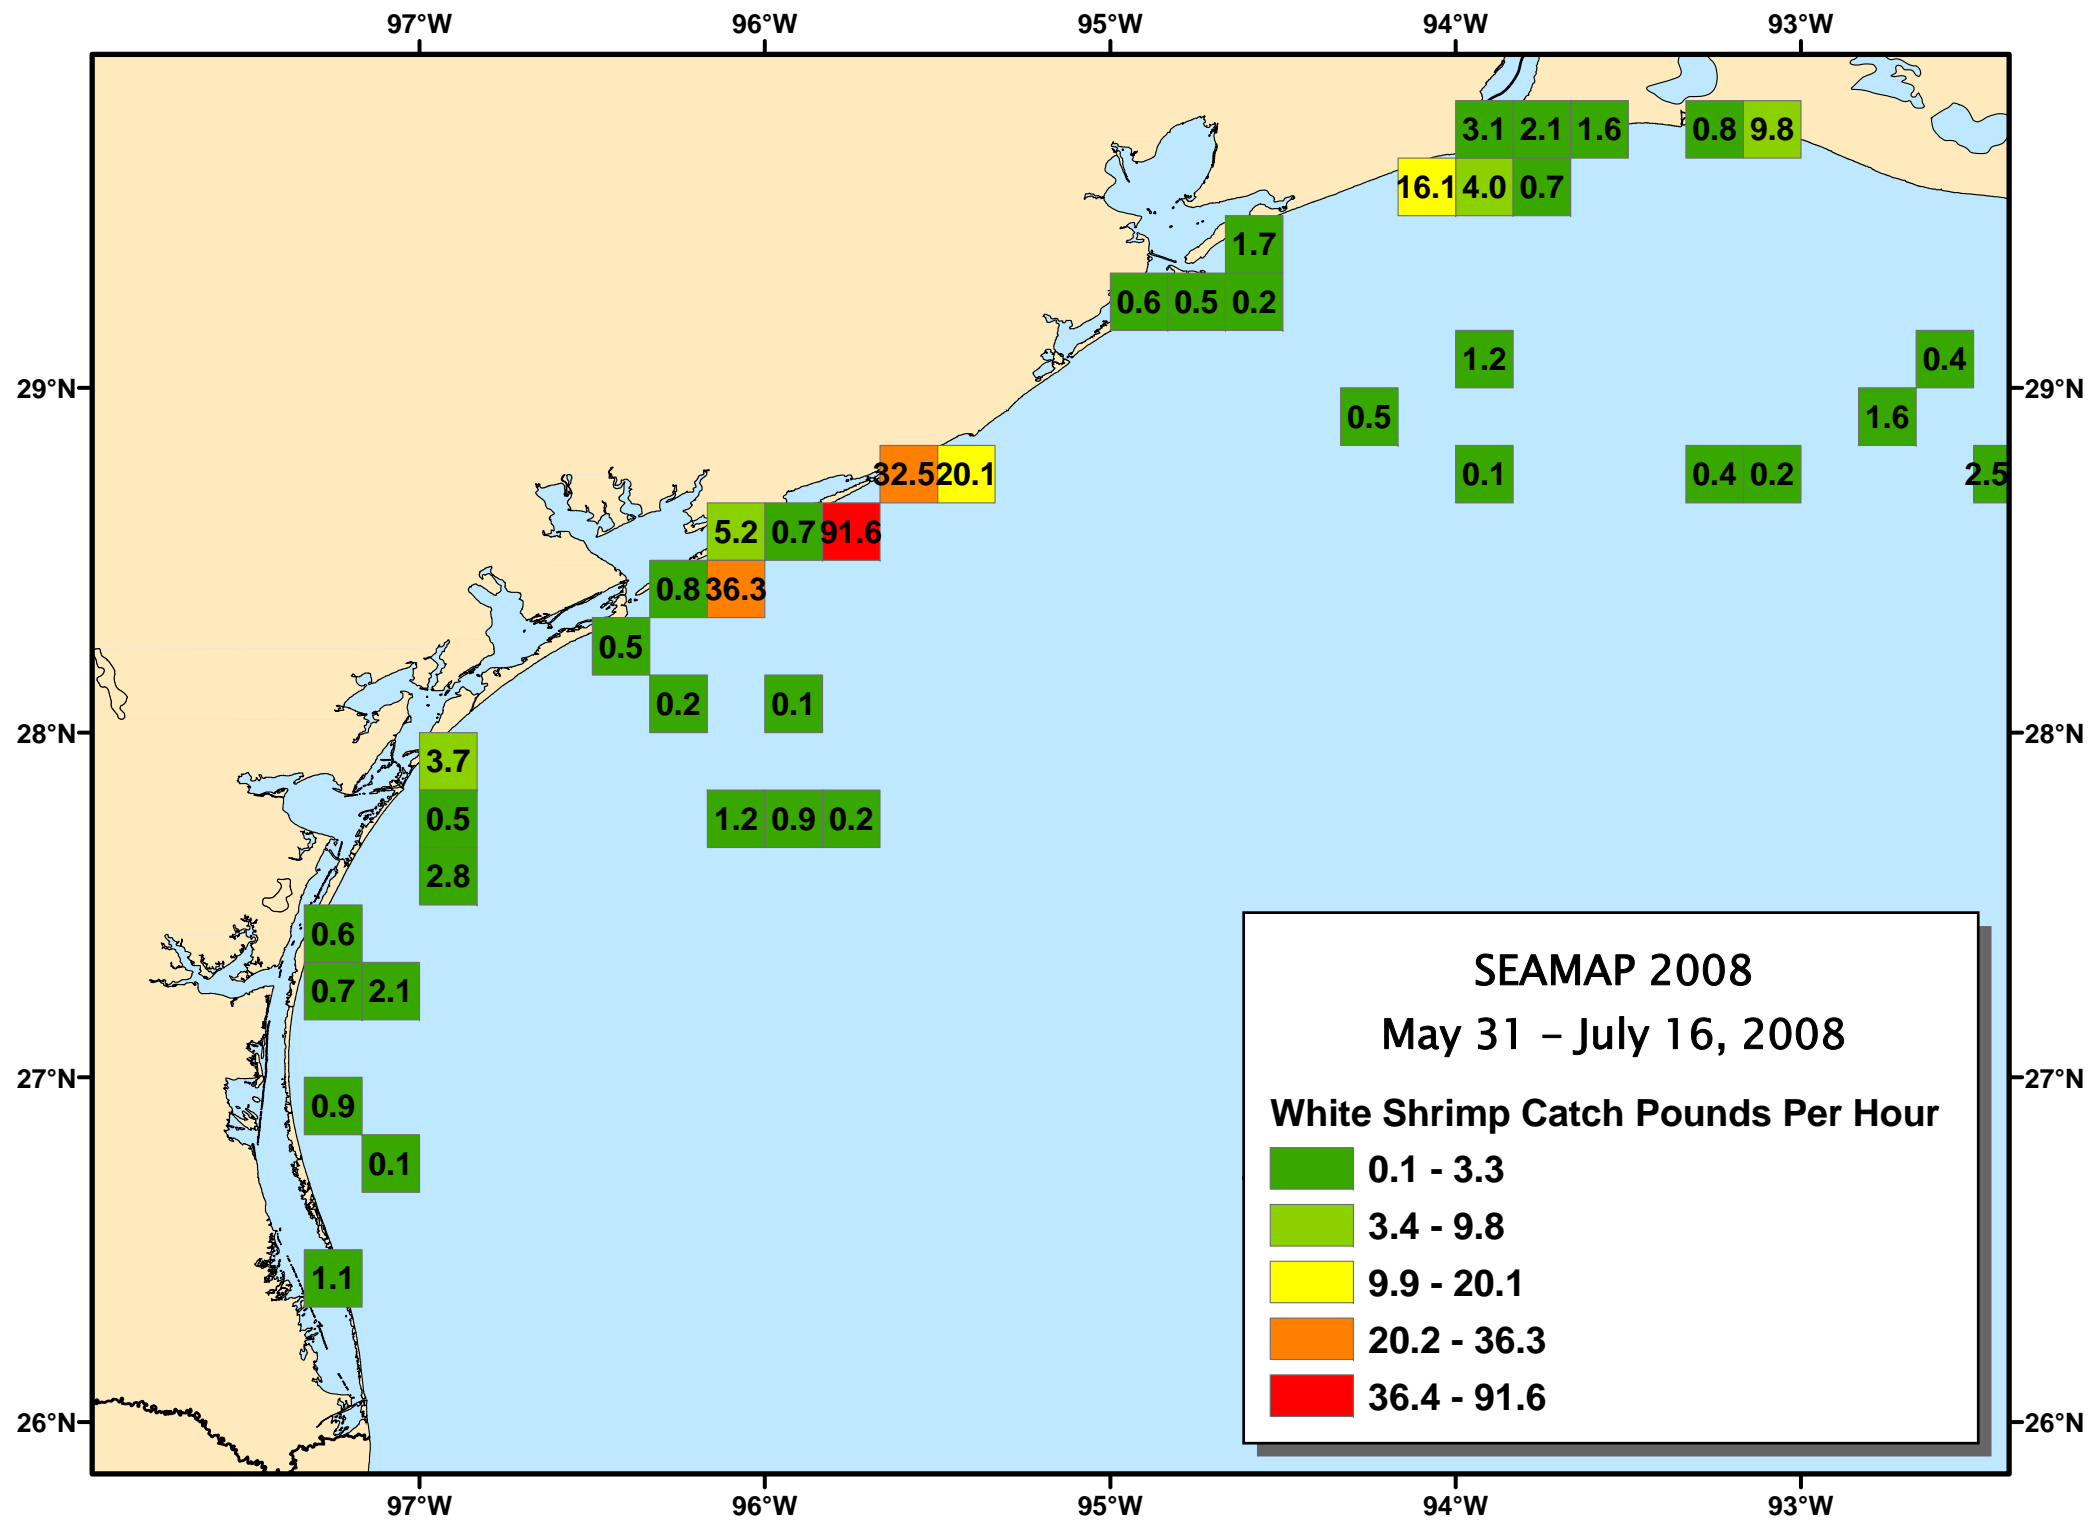 97°W 96°W 95°W 94°W 93°W
3.1 2.1 1.6 0.8 9.8
16.1 4.0 0.7
1.7
0.6 0.5 0.2
1.2 0.4
29°N 29°N
0.5 1.6
32.5 20.1 0.1 0.4 0.2 2.5
5.2 0.7 91.6
0.8 36.3
0.5
0.2 0.1
28°N 28°N
3.7
0.5 1.2 0.9 0.2
2.8
0.6
0.7 2.1
27°N 27°N
0.9
0.1
1.1
26°N 26°N
SEAMAP 2008
May 31 – July 16, 2008
White Shrimp Catch Pounds Per Hour
0.1 - 3.3
3.4 - 9.8
9.9 - 20.1
20.2 - 36.3
36.4 - 91.6
97°W 96°W 95°W 94°W 93°W